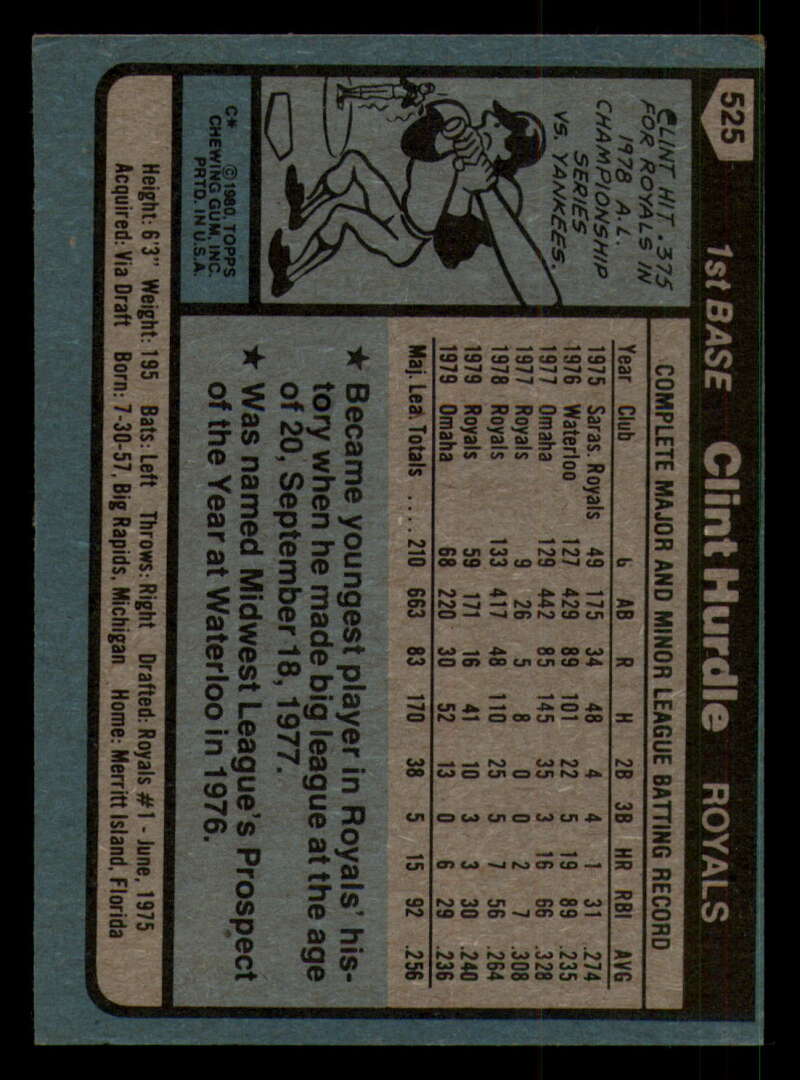 525 1st BASE Clint Hurdle ROYALS
CLINT HIT .375
FOR ROYALS IN
1978 A.L.
CHAMPIONSHIP
SERIES
VS. YANKEES.
C* ©1980, TOPPS
CHEWING GUM, INC.
PRTD. IN U.S.A.
COMPLETE MAJOR AND MINOR LEAGUE BATTING RECORD
Year Club G AB R H 2B 3B HR RBI AVG
1975 Saras. Royals 49 175 34 48 4 4 1 31 .274
1976 Waterloo 127 429 89 101 22 5 19 89 .235
1977 Omaha 129 442 85 145 35 3 16 66 .328
1977 Royals 9 26 5 8 0 0 2 7 .308
1978 Royals 133 417 48 110 25 5 7 56 .264
1979 Royals 59 171 16 41 10 3 3 30 .240
1979 Omaha 68 220 30 52 13 0 6 29 .236
Maj. Lea. Totals ....210 663 83 170 38 5 15 92 .256
★ Became youngest player in Royals' his-
tory when he made big league at the age
of 20, September 18, 1977.
★ Was named Midwest League's Prospect
of the Year at Waterloo in 1976.
Height: 6'3" Weight: 195 Bats: Left Throws: Right Drafted: Royals #1 - June, 1975
Acquired: Via Draft Born: 7-30-57, Big Rapids, Michigan Home: Merritt Island, Florida